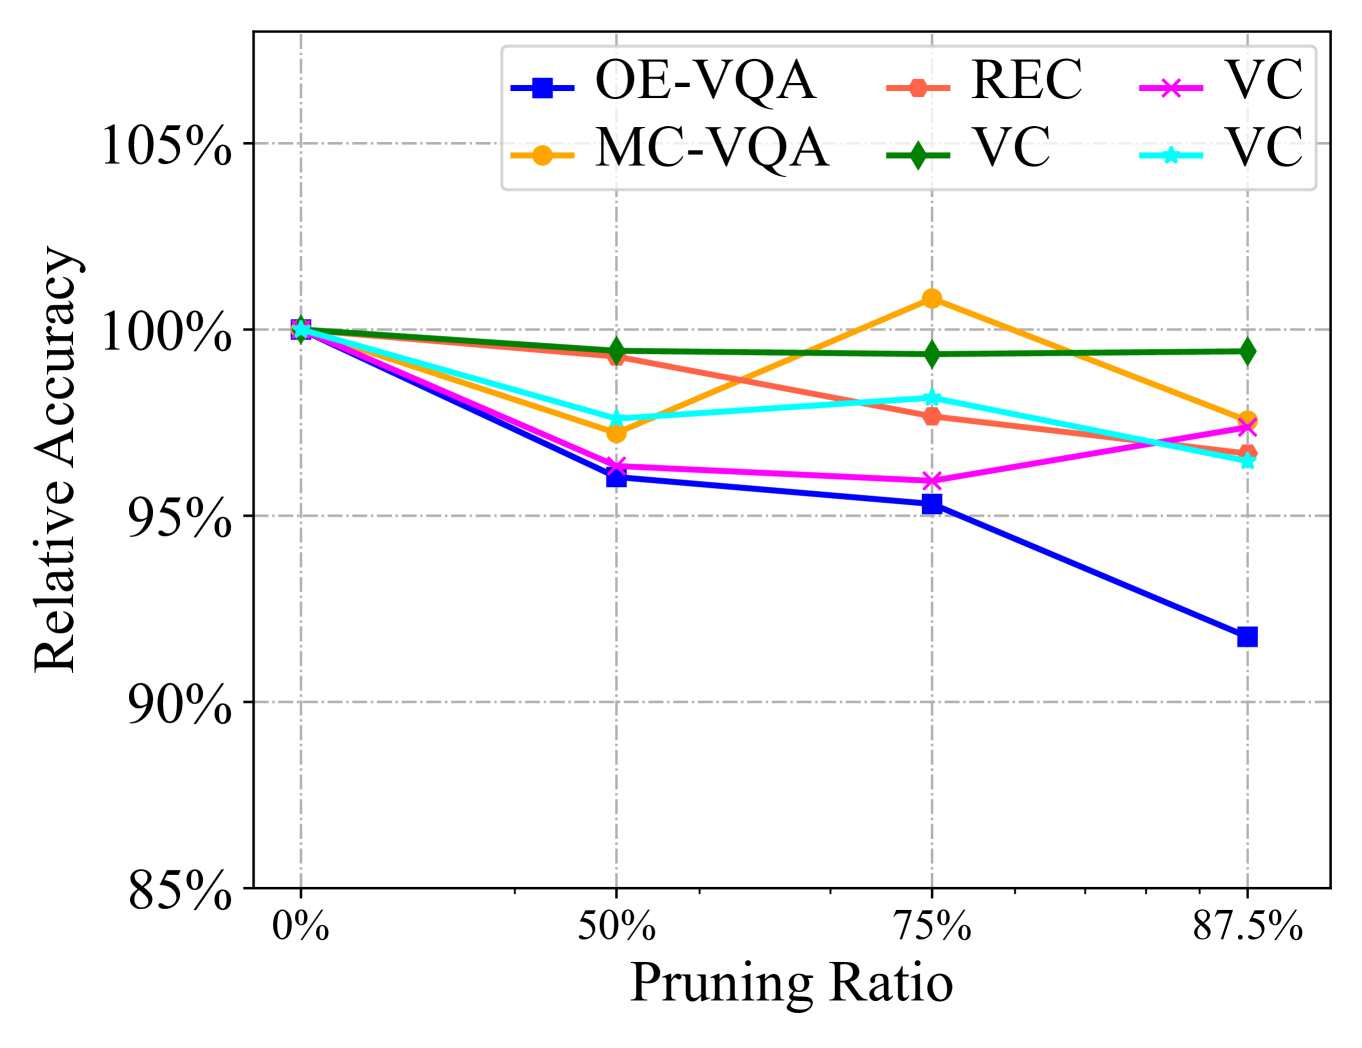 OE-VQA REC VC
MC-VQA VC VC
105%
100%
95%
90%
85%
Relative Accuracy
0% 50% 75% 87.5%
Pruning Ratio